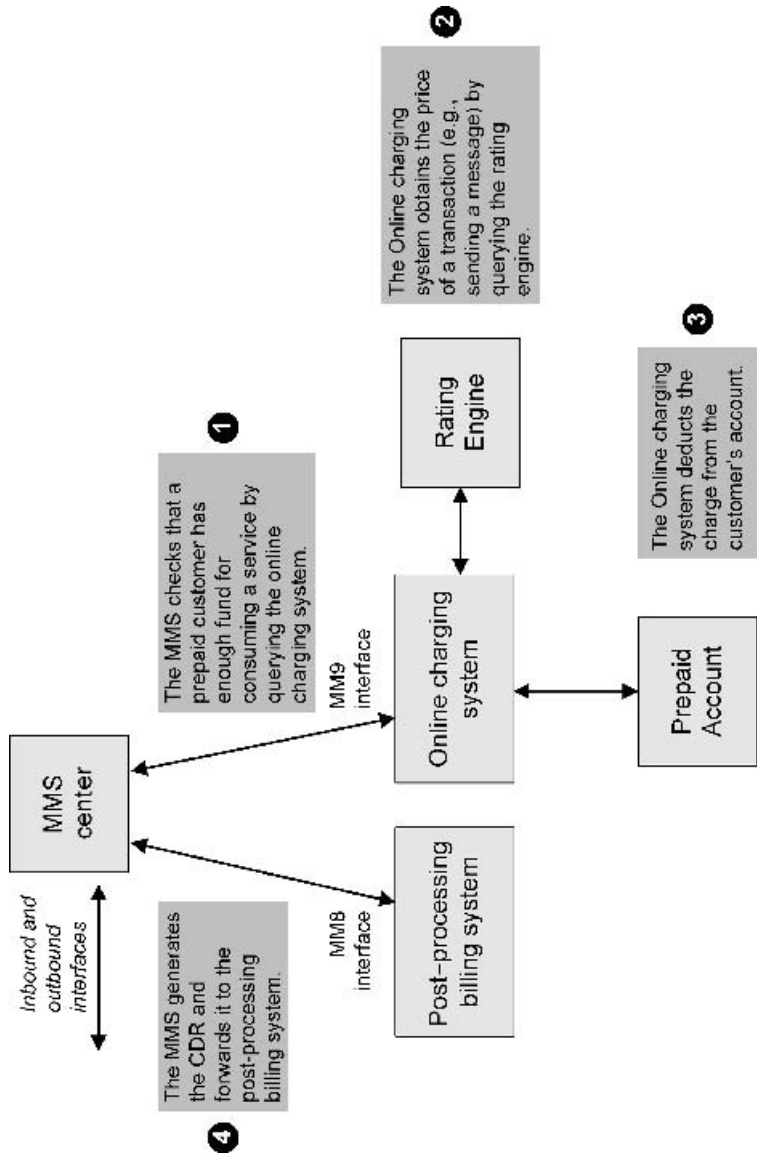 Inbound and
outbound
interfaces
MMS
center
The MMS generates
the CDR and
forwards it to the
post-processing
billing system.
4
The MMS checks that a
prepaid customer has
enough fund for
consuming a service by
querying the online
charging system.
1
MM8
interface
MM9
interface
Post-processing
billing system
Online charging
system
Rating
Engine
The Online charging
system obtains the price
of a transaction (e.g.,
sending a message) by
querying the rating
engine.
2
Prepaid
Account
The Online charging
system deducts the
charge from the
customer's account.
3